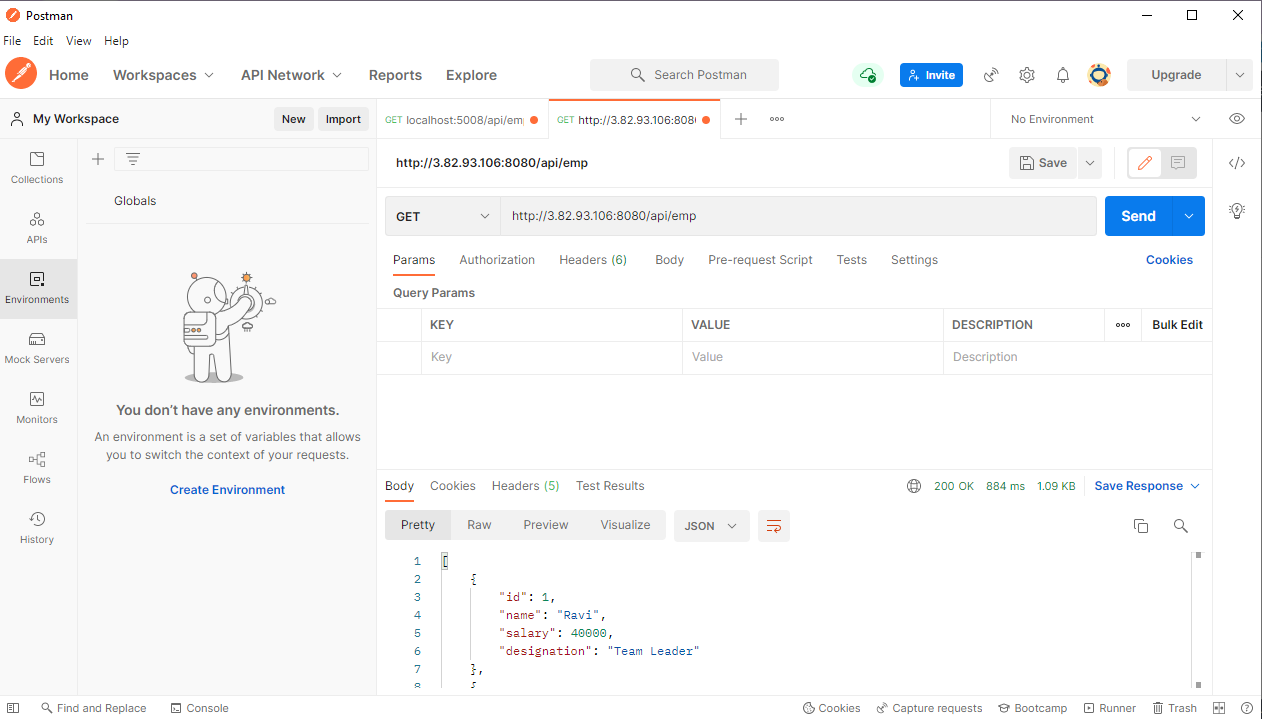 Postman
File Edit View Help
Home Workspaces API Network Reports Explore Search Postman Invite Upgrade
My Workspace New Import GET localhost:5008/api/emp GET http://3.82.93.106:808 No Environment
Collections
APIs
Environments
Mock Servers
Monitors
Flows
History
Globals
You don't have any environments.
An environment is a set of variables that allows
you to switch the context of your requests.
Create Environment
http://3.82.93.106:8080/api/emp Save
GET http://3.82.93.106:8080/api/emp Send
Params Authorization Headers (6) Body Pre-request Script Tests Settings Cookies
Query Params
KEY VALUE DESCRIPTION Bulk Edit
Key Value Description
Body Cookies Headers (5) Test Results 200 OK 884 ms 1.09 KB Save Response
Pretty Raw Preview Visualize JSON
1 [
2 {
3 "id": 1,
4 "name": "Ravi",
5 "salary": 40000,
6 "designation": "Team Leader"
7 },
8 {
Find and Replace Console Cookies Capture requests Bootcamp Runner Trash